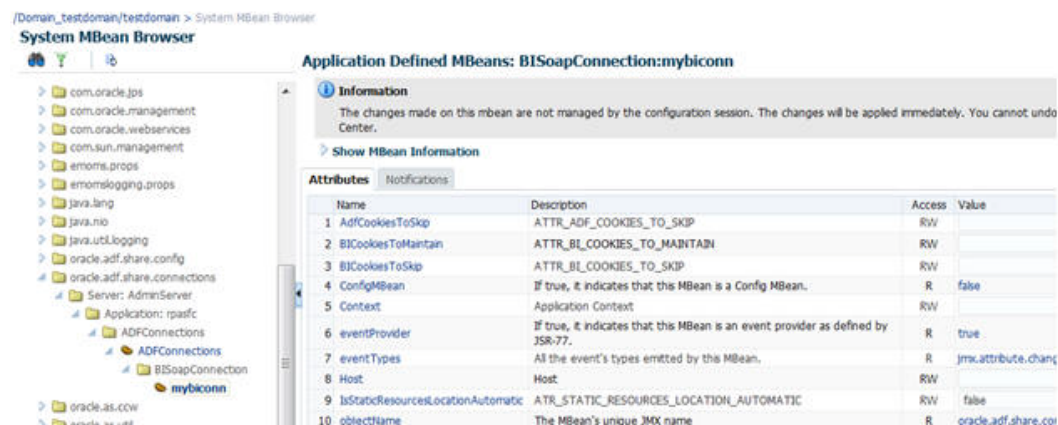 /Domain_testdomain/testdomain > System MBean Browser
System MBean Browser
com.oracle.jps
com.oracle.management
com.oracle.webservices
com.sun.management
emoms.props
emomslogging.props
java.lang
java.nio
java.util.logging
oracle.adf.share.config
oracle.adf.share.connections
Server: AdminServer
Application: rpasfc
ADFConnections
ADFConnections
BISoapConnection
mybiconn
oracle.as.ccw
oracle.as.util
Application Defined MBeans: BISoapConnection:mybiconn
Information
The changes made on this mbean are not managed by the configuration session. The changes will be applied immediately. You cannot undo
Center.
Show MBean Information
Attributes Notifications
Name Description Access Value
1 AdfCookiesToSkip ATTR_ADF_COOKIES_TO_SKIP RW
2 BICookiesToMaintain ATTR_BI_COOKIES_TO_MAINTAIN RW
3 BICookiesToSkip ATTR_BI_COOKIES_TO_SKIP RW
4 ConfigMBean If true, it indicates that this MBean is a Config MBean. R false
5 Context Application Context RW
6 eventProvider If true, it indicates that this MBean is an event provider as defined by
JSR-77. R true
7 eventTypes All the event's types emitted by this MBean. R jmx.attribute.chang
8 Host Host RW
9 IsStaticResourcesLocationAutomatic ATR_STATIC_RESOURCES_LOCATION_AUTOMATIC RW false
10 objectName The MBean's unique JMX name R oracle.adf.share.co